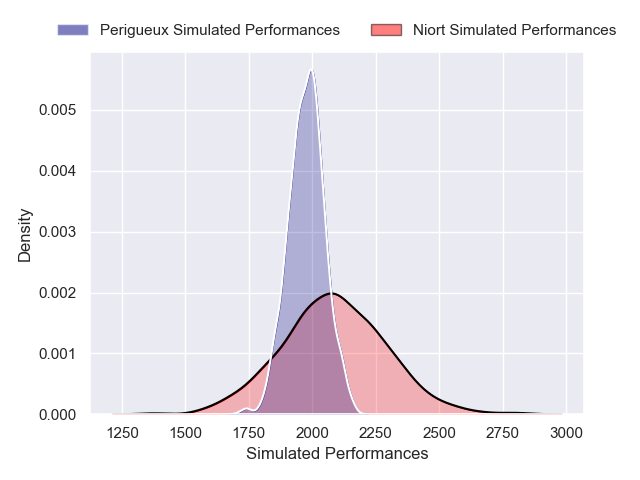 Perigueux Simulated Performances Niort Simulated Performances
0.005
0.004
0.003
0.002
0.001
0.000
Density
1250 1500 1750 2000 2250 2500 2750 3000
Simulated Performances